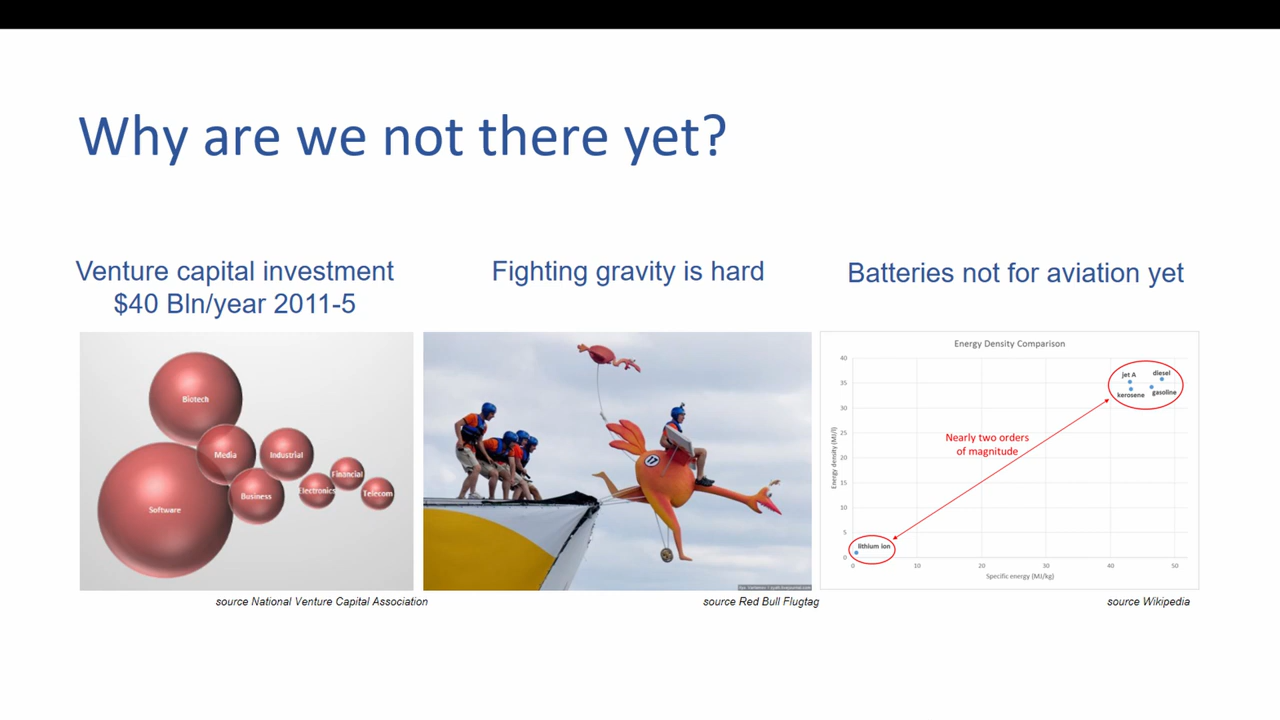 Why are we not there yet?
Venture capital investment
$40 Bln/year 2011-5
Biotech
Media
Industrial
Software
Business
Electronics
Financial
Telecom
source National Venture Capital Association
Fighting gravity is hard
17
source Red Bull Flugtag
Batteries not for aviation yet
Energy Density Comparison
Energy density (MJ/l)
40
35
30
25
20
15
10
5
0
jet A
diesel
kerosene
gasoline
Nearly two orders
of magnitude
lithium ion
0 10 20 30 40 50
Specific energy (MJ/kg)
source Wikipedia